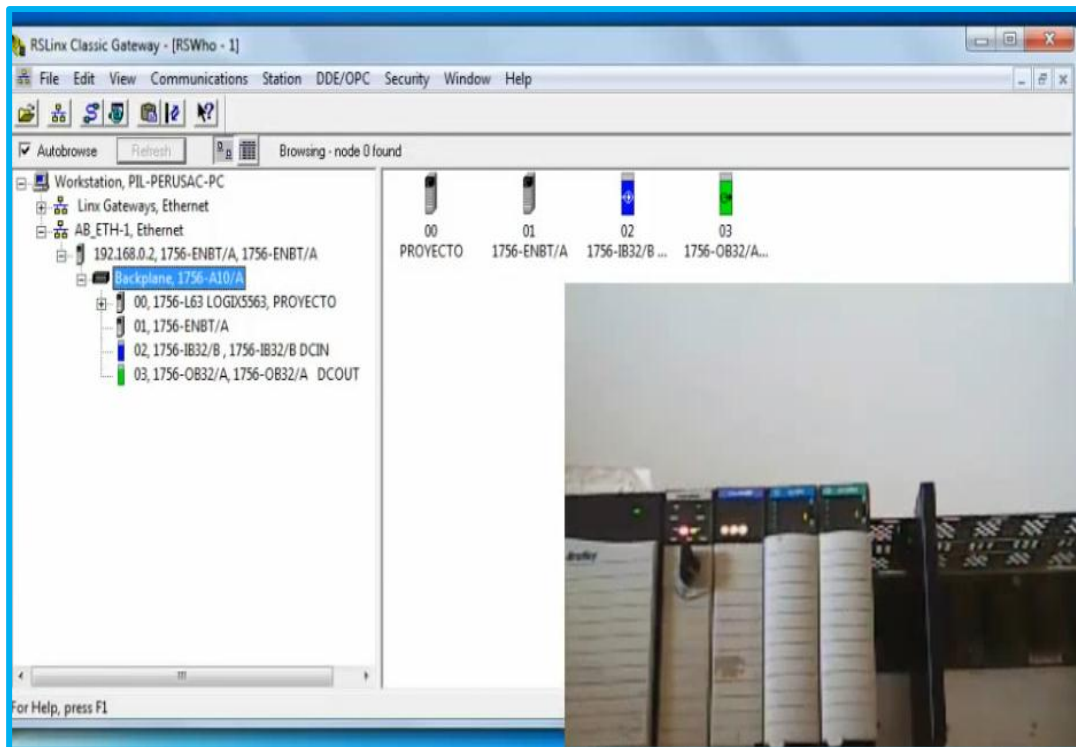 RSLinx Classic Gateway - [RSWho - 1]
File Edit View Communications Station DDE/OPC Security Window Help
Autobrowse Refresh Browsing - node 0 found
Workstation, PIL-PERUSAC-PC
Linx Gateways, Ethernet
AB_ETH-1, Ethernet
192.168.0.2, 1756-ENBT/A, 1756-ENBT/A
Backplane, 1756-A10/A
00, 1756-L63 LOGIX5563, PROYECTO
01, 1756-ENBT/A
02, 1756-IB32/B , 1756-IB32/B DCIN
03, 1756-OB32/A, 1756-OB32/A DCOUT
00 01 02 03
PROYECTO 1756-ENBT/A 1756-IB32/B ... 1756-OB32/A...
For Help, press F1